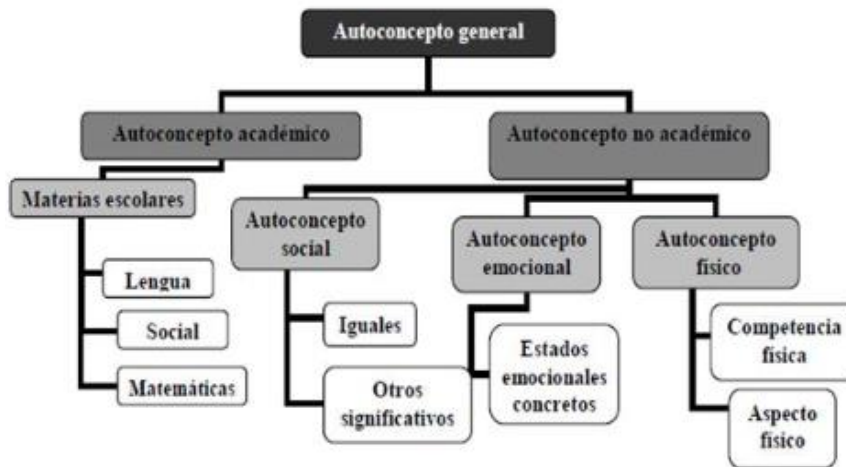 Autoconcepto general
Autoconcepto académico
Autoconcepto no académico
Materias escolares
Autoconcepto
social
Autoconcepto
emocional
Autoconcepto
físico
Lengua
Social
Matemáticas
Iguales
Otros
significativos
Estados
emocionales
concretos
Competencia
física
Aspecto
físico